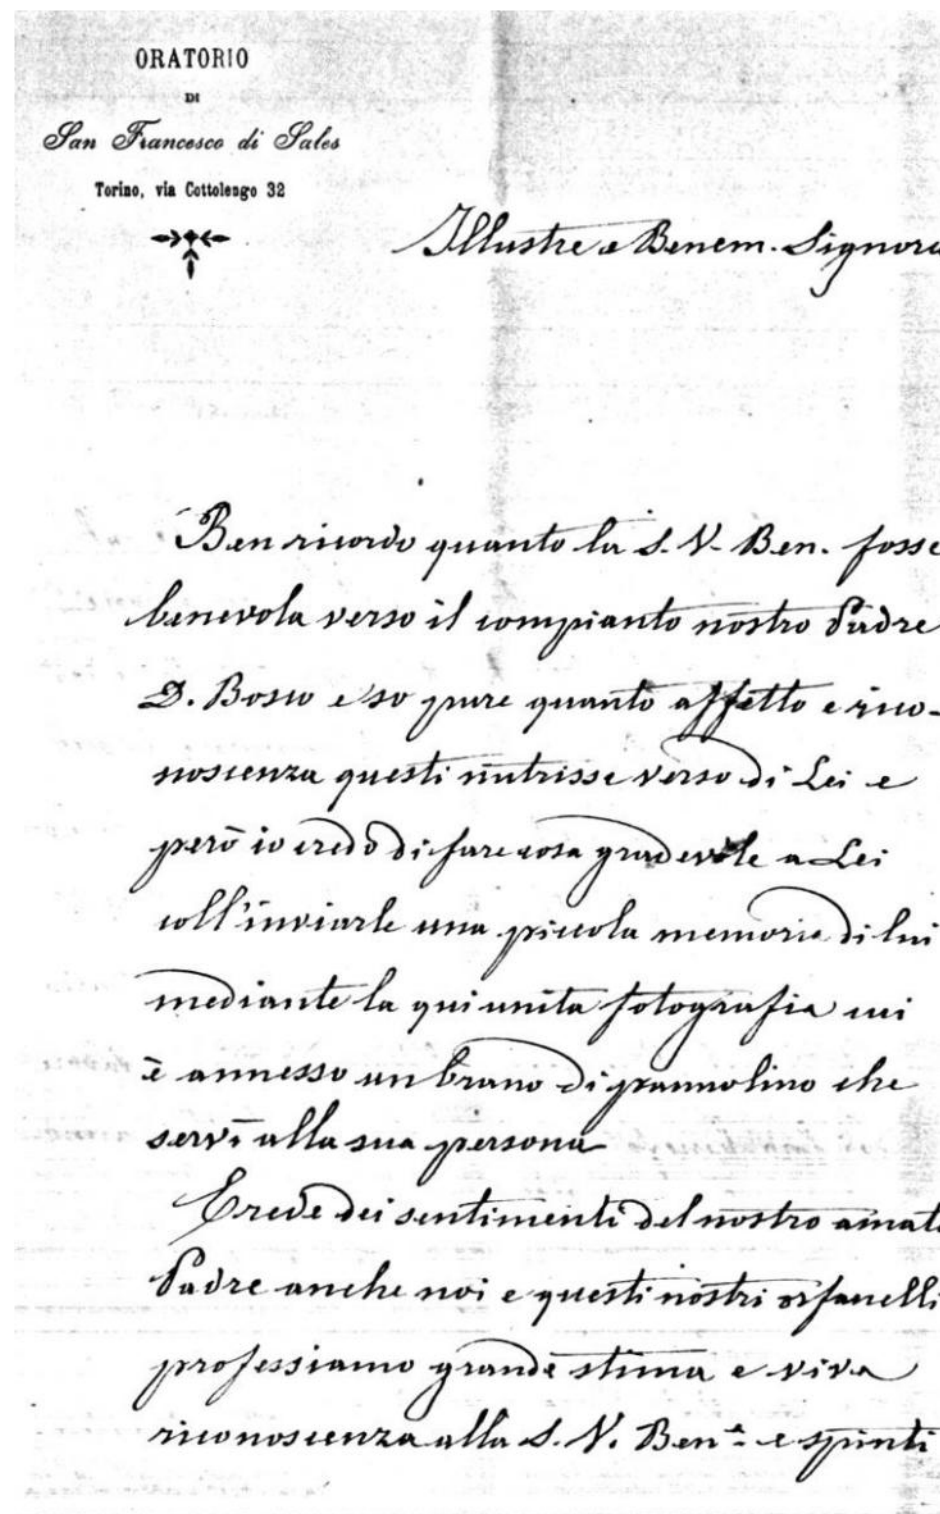 ORATORIO
DI
San Francesco di Sales
Torino, via Cottolengo 32
Illustre e Benem. Signora
Ben ricordo quanto la S. V. Ben. fosse
benevola verso il compianto nostro Padre
D. Bosco e so pure quanto affetto e rico-
noscenza questi nutrisse verso di Lei e
però io credo di fare cosa gradevole a Lei
coll'inviarle una piccola memoria di lui
mediante la qui unita fotografia cui
è annesso un brano di pannolino che
servì alla sua persona
Erede dei sentimenti del nostro amato
Padre anche noi e questi nostri orfanelli
professiamo grande stima e viva
riconoscenza alla S. V. Ben.a e spinti